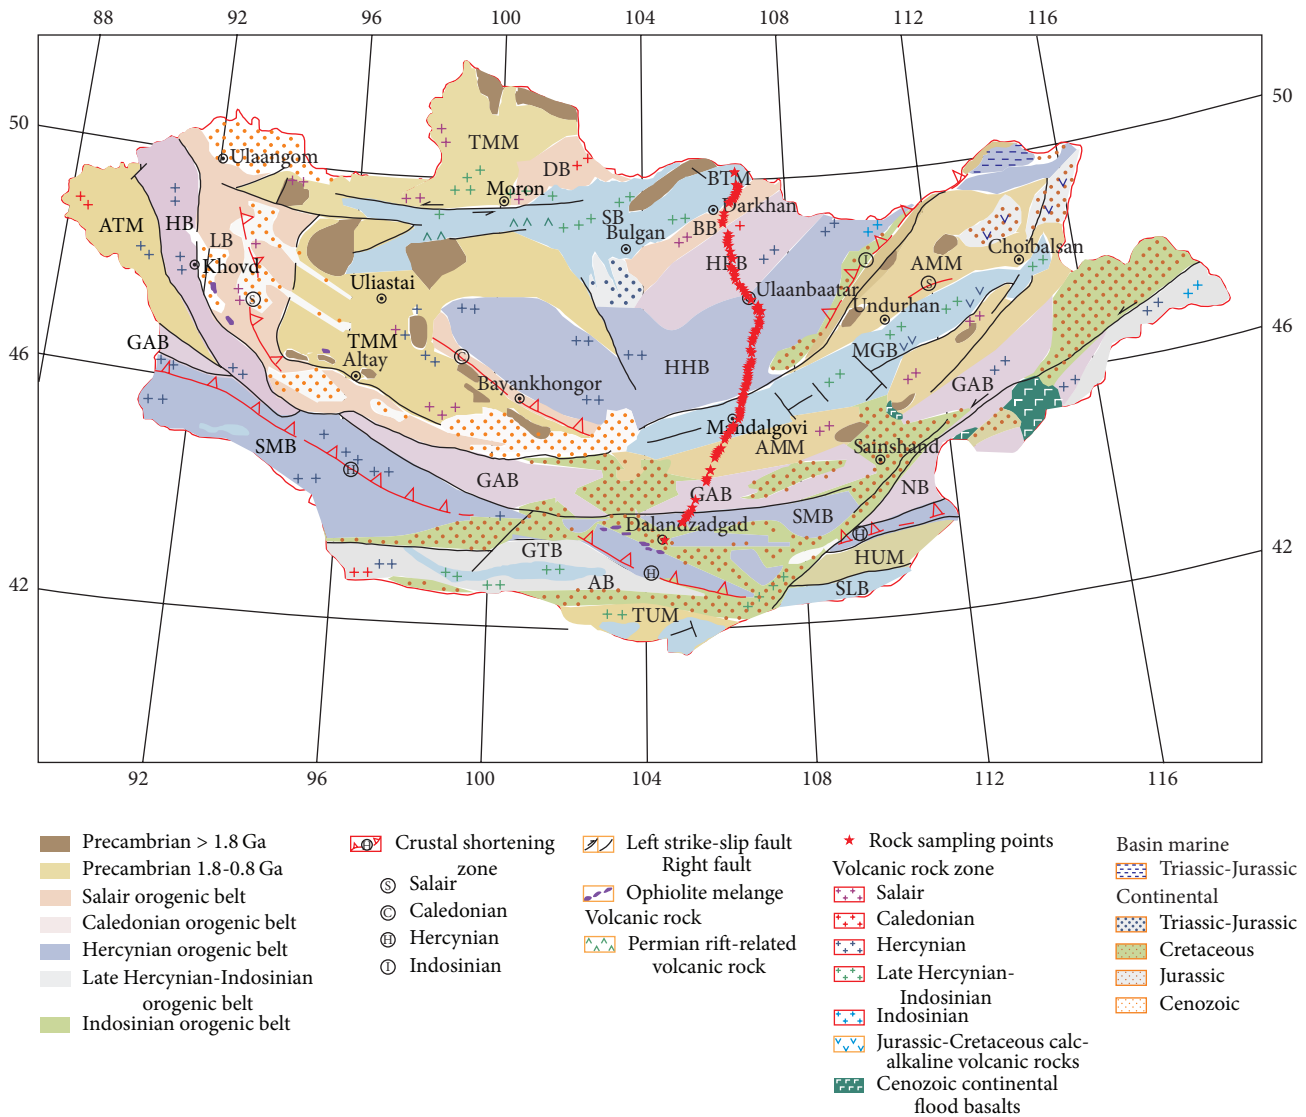 88 92 96 100 104 108 112 116
50 50
46 46
42 42
92 96 100 104 108 112 116
TMM
DB
BTM
Ulaangom
Moron
Darkhan
ATM
HB
LB
SB
BB
Bulgan
Khovd
HRB
AMM
Choibalsan
I
S
S
Uliastai
Ulaanbaatar
Undurhan
GAB
TMM
Altay
C
HHB
MGB
Bayankhongor
GAB
Mandalgovi
SMB
AMM
Sainshand
H
GAB
GAB
NB
Dalandzadgad
SMB
H
GTB
HUM
H
AB
SLB
TUM
Precambrian > 1.8 Ga
Precambrian 1.8-0.8 Ga
Salair orogenic belt
Caledonian orogenic belt
Hercynian orogenic belt
Late Hercynian-Indosinian
orogenic belt
Indosinian orogenic belt
H Crustal shortening
zone
S Salair
C Caledonian
H Hercynian
I Indosinian
Left strike-slip fault
Right fault
Ophiolite melange
Volcanic rock
Permian rift-related
volcanic rock
Rock sampling points
Volcanic rock zone
Salair
Caledonian
Hercynian
Late Hercynian-
Indosinian
Indosinian
Jurassic-Cretaceous calc-
alkaline volcanic rocks
Cenozoic continental
flood basalts
Basin marine
Triassic-Jurassic
Continental
Triassic-Jurassic
Cretaceous
Jurassic
Cenozoic